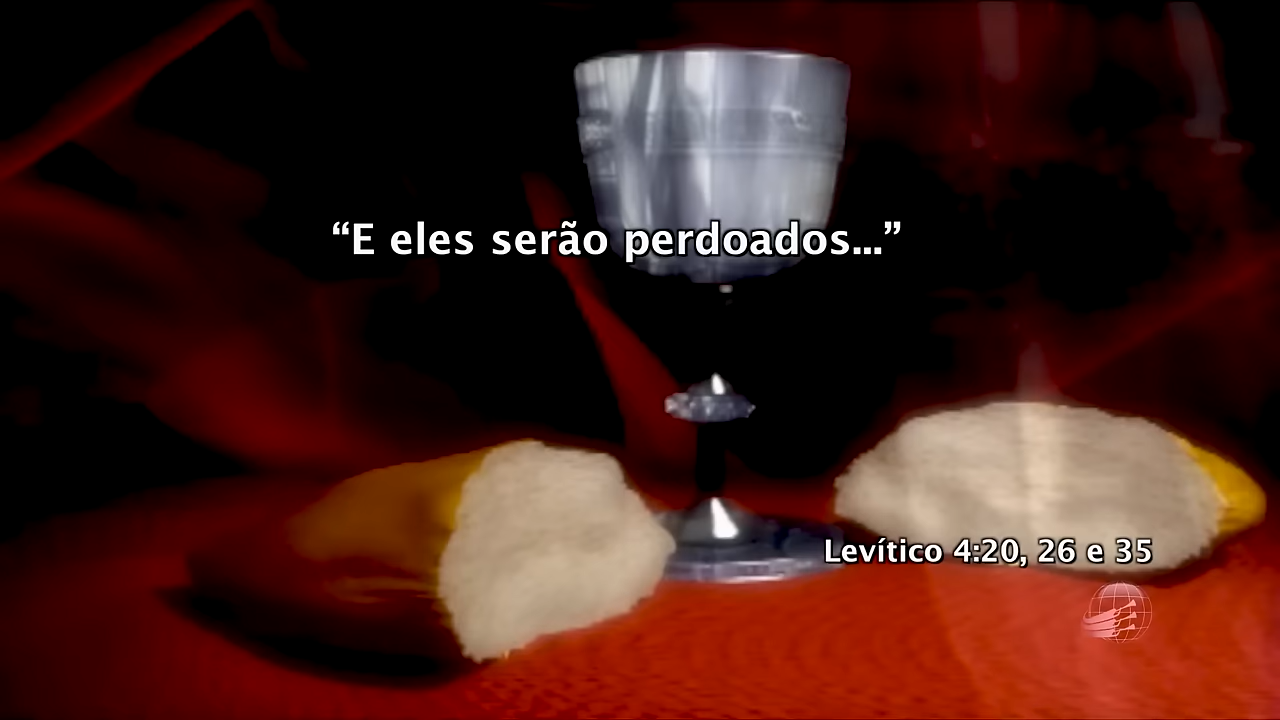 “E eles serão perdoados...”
Levítico 4:20, 26 e 35